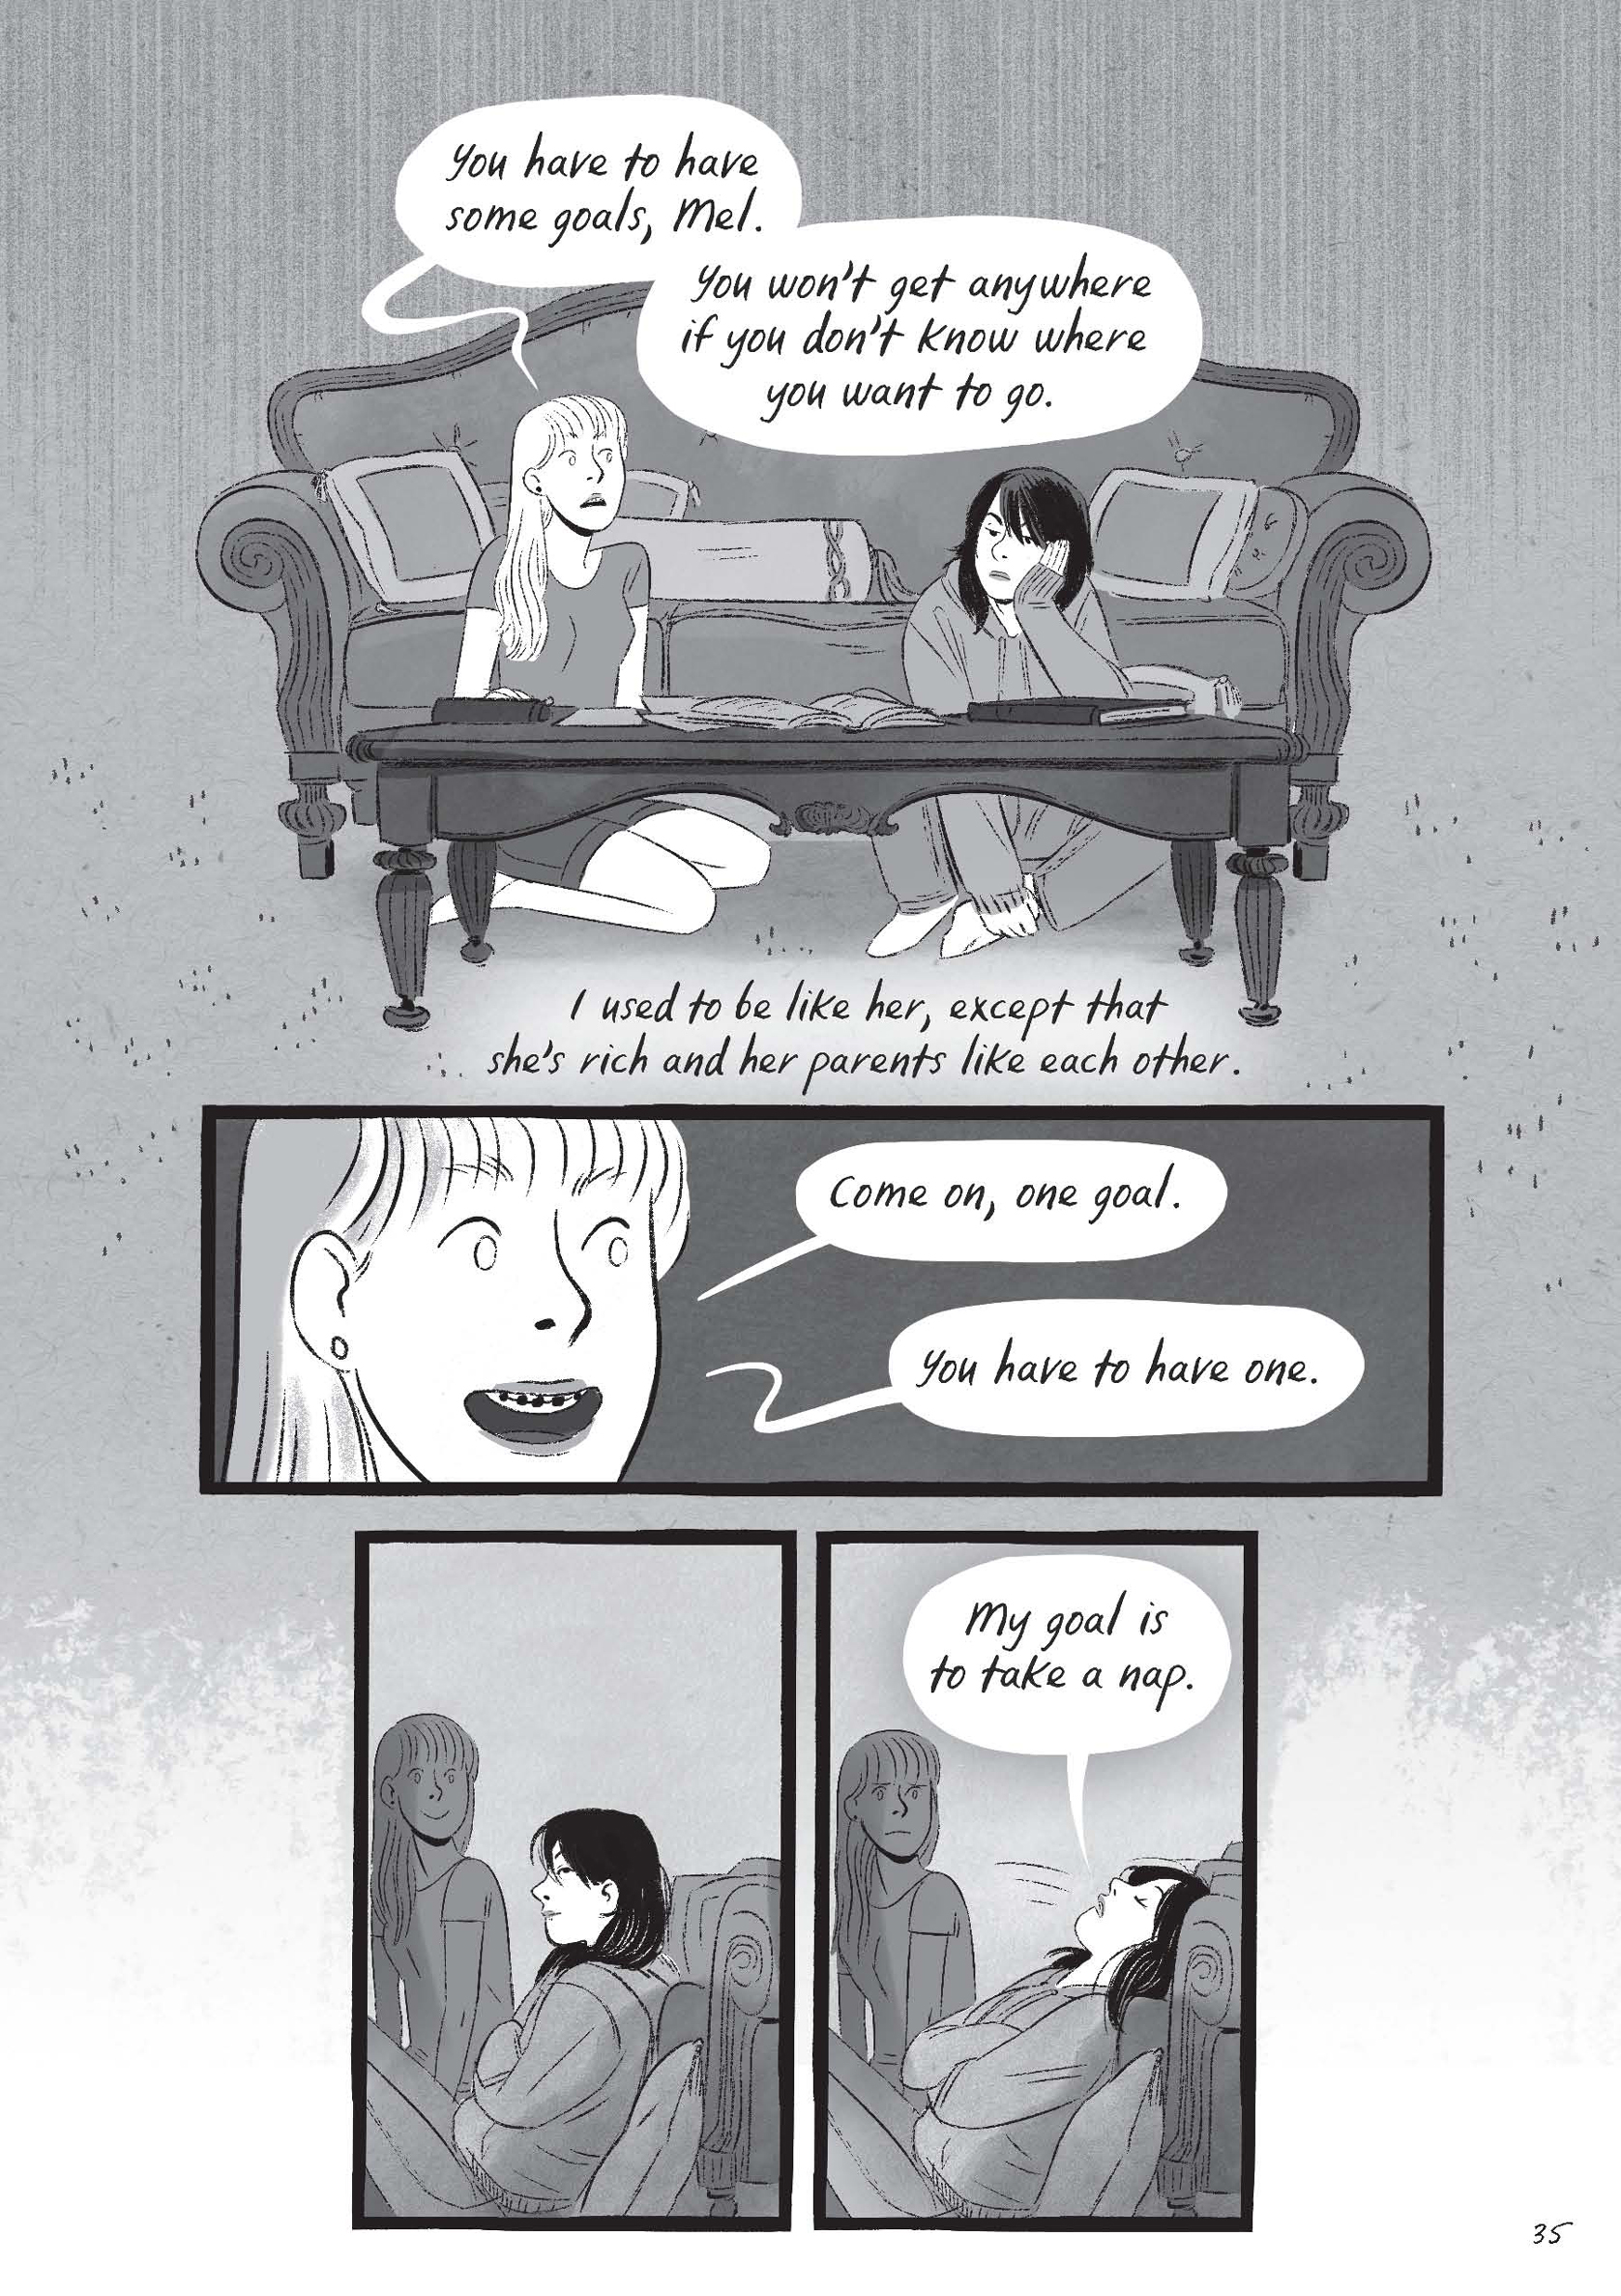 You have to have
some goals, Mel.
You won't get anywhere
if you don't know where
you want to go.
I used to be like her, except that
she's rich and her parents like each other.
Come on, one goal.
You have to have one.
My goal is
to take a nap.
35